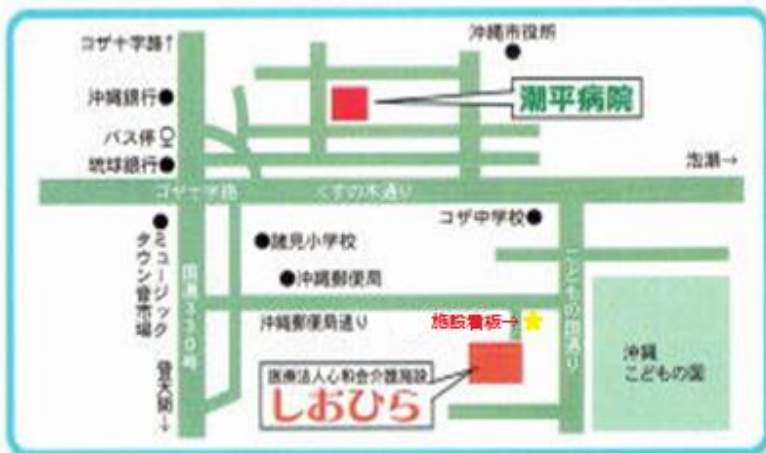 コザ十字路↑
沖縄市役所
沖縄銀行
潮平病院
バス停
琉球銀行
泡瀬→
コザ十字路
くすの木通り
コザ中学校
ミュージック
タウン音市場
諸見小学校
沖縄郵便局
国道330号
こどもの国通り
沖縄郵便局通り
施設看板→
沖縄
こどもの国
医療法人心和会介護施設
しおひら
普天間→